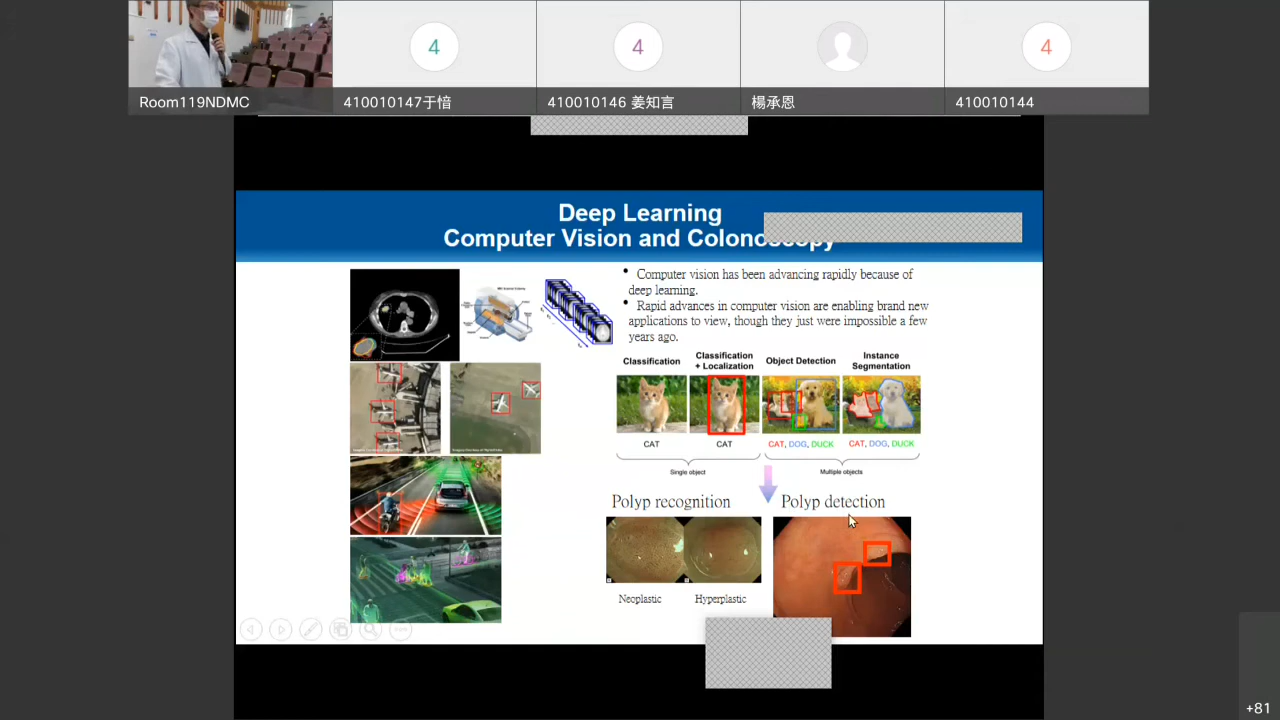 4
4
4
Room119NDMC
410010147于愔
410010146 姜知言
楊承恩
410010144
Deep Learning
Computer Vision and Colonoscopy
• Computer vision has been advancing rapidly because of
deep learning.
• Rapid advances in computer vision are enabling brand new
applications to view, though they just were impossible a few
years ago.
Classification
Classification
+ Localization
Object Detection
Instance
Segmentation
CAT
CAT
CAT, DOG, DUCK
CAT, DOG, DUCK
Single object
Multiple objects
Polyp recognition
Polyp detection
Neoplastic
Hyperplastic
+81